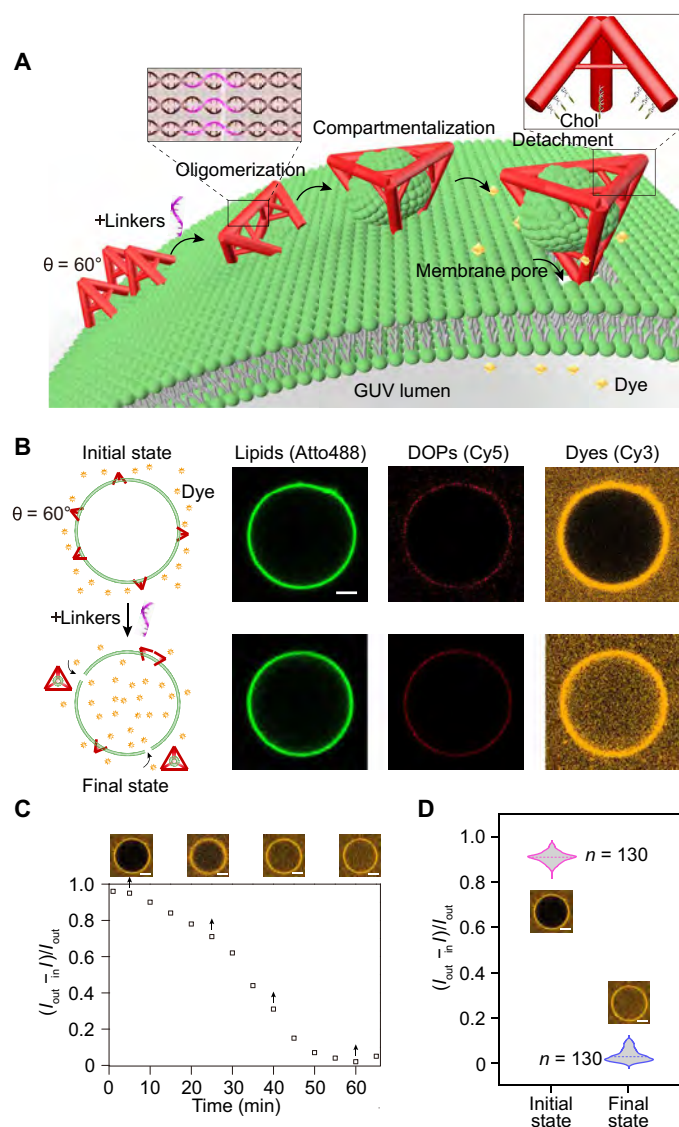 A
Chol
Detachment
Compartmentalization
Oligomerization
+Linkers
θ = 60°
Membrane pore
GUV lumen
Dye
B
Initial state
Lipids (Atto488)
DOPs (Cy5)
Dyes (Cy3)
Dye
θ = 60°
+Linkers
Final state
C
(I_out – I_in)/I_out
1.0
0.8
0.6
0.4
0.2
0
0 10 20 30 40 50 60
Time (min)
D
(I_out – I_in)/I_out
1.0
0.8
0.6
0.4
0.2
0
n = 130
n = 130
Initial
state
Final
state